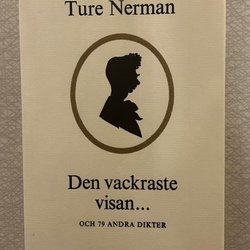 Ture Nerman
Den vackraste
visan...
OCH 79 ANDRA DIKTER